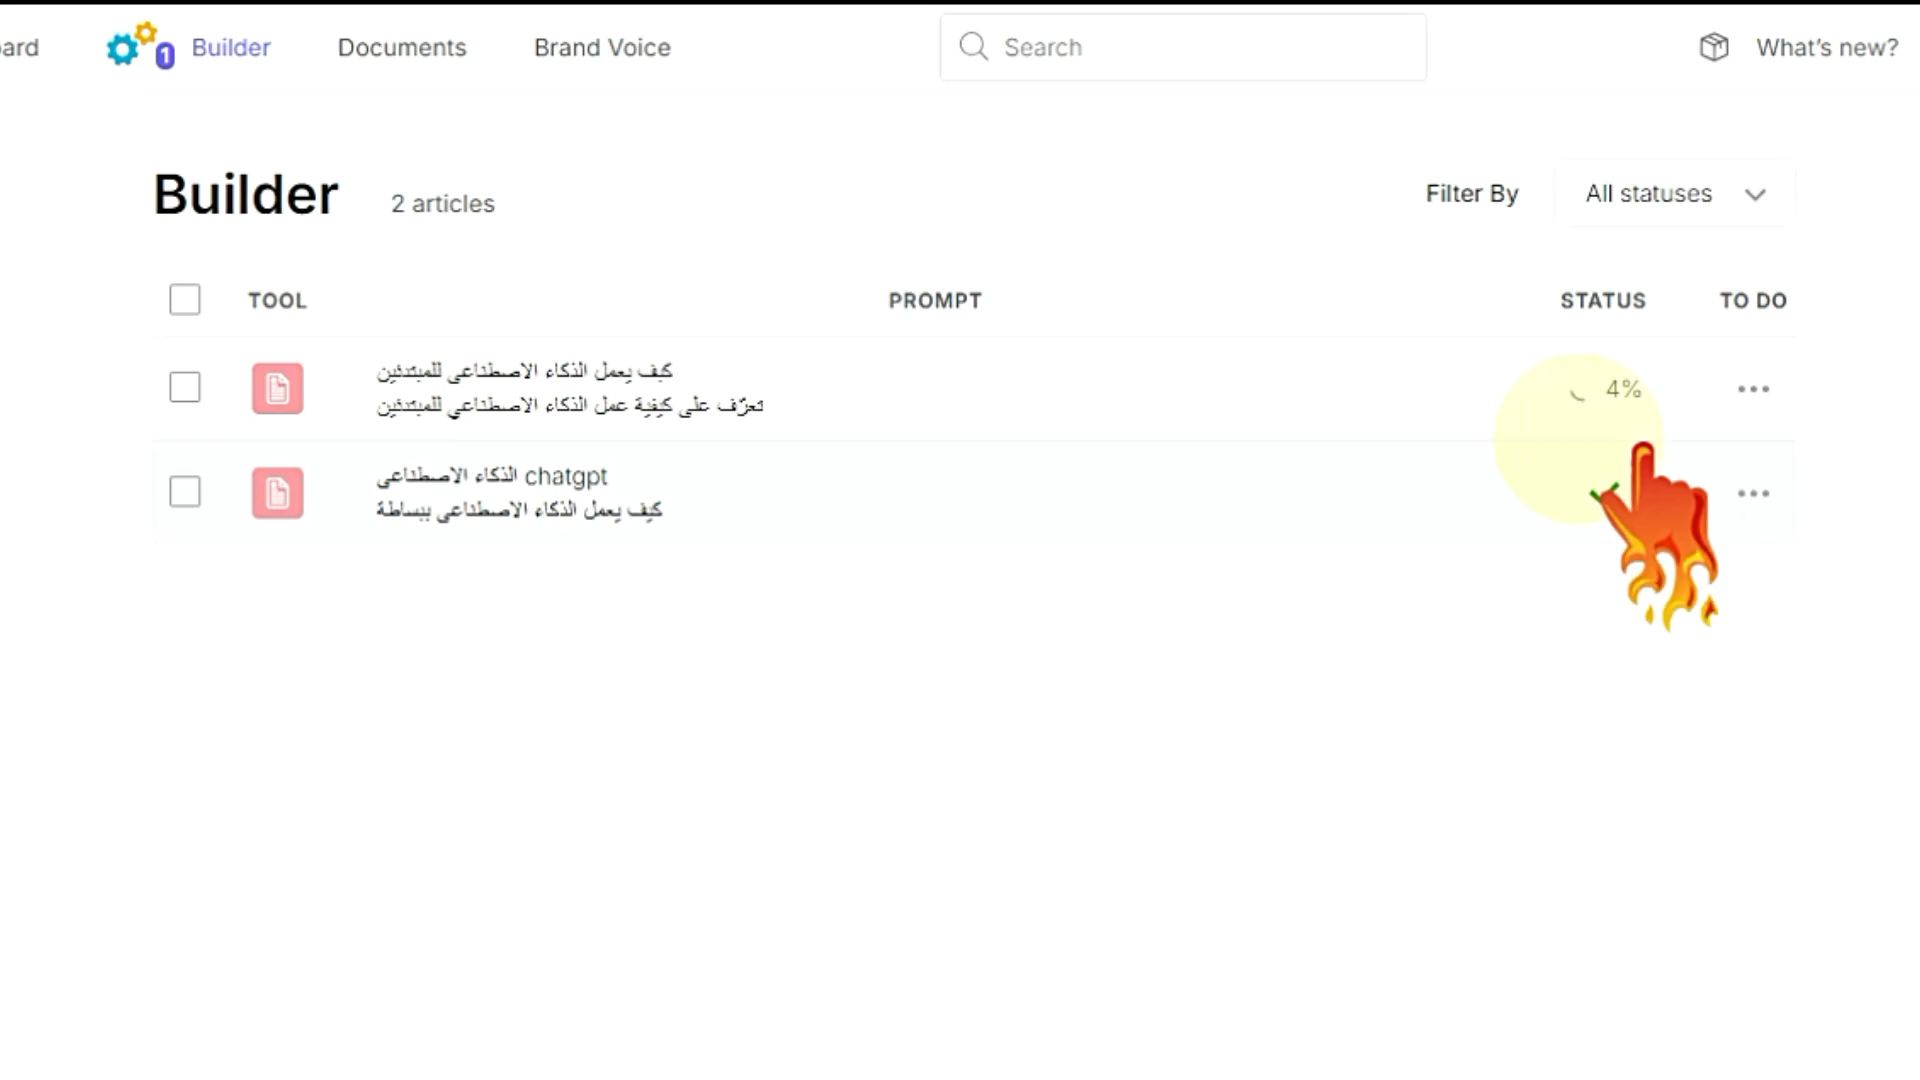 ard
1
Builder
Documents
Brand Voice
Search
What's new?
Builder
2 articles
Filter By
All statuses
TOOL
PROMPT
STATUS
TO DO
كيف يعمل الذكاء الاصطناعي للمبتدئين
تعرّف على كيفية عمل الذكاء الاصطناعي للمبتدئين
4%
الذكاء الاصطناعي chatgpt
كيف يعمل الذكاء الاصطناعي ببساطة